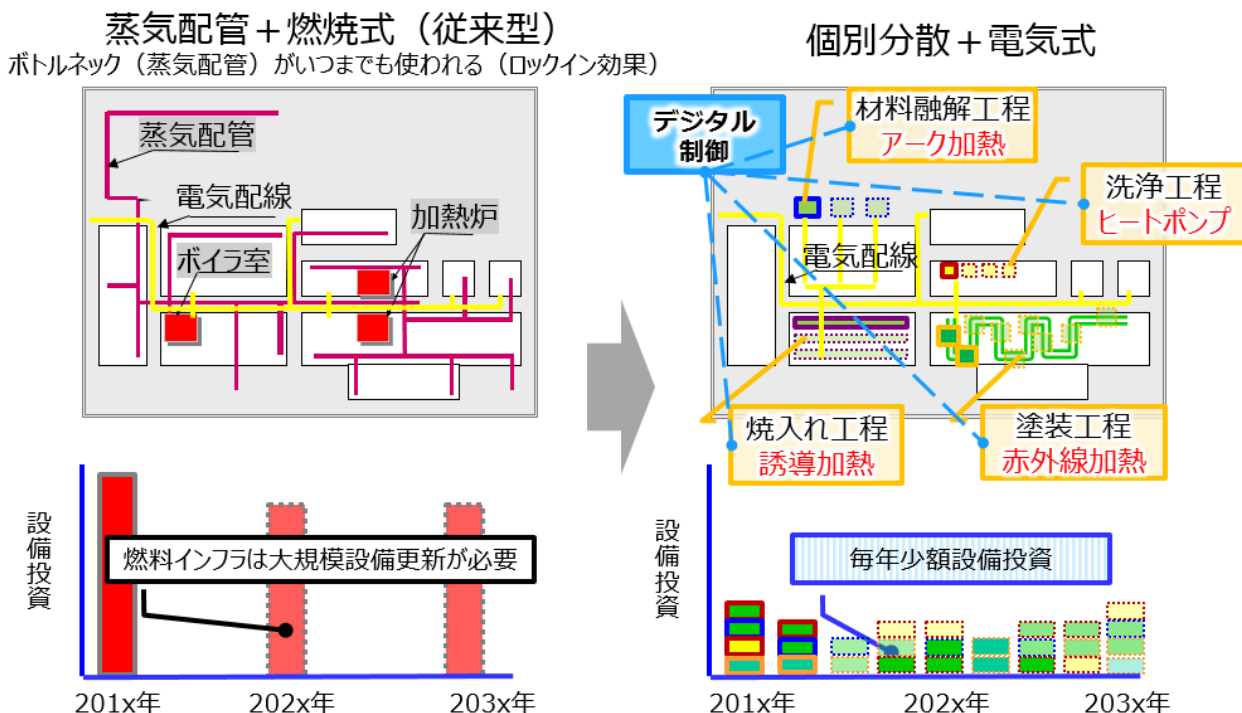 蒸気配管＋燃焼式（従来型）
ボトルネック（蒸気配管）がいつまでも使われる（ロックイン効果）
蒸気配管
電気配線
ボイラ室
加熱炉
設備投資
燃料インフラは大規模設備更新が必要
201x年
202x年
203x年
個別分散＋電気式
デジタル
制御
材料融解工程
アーク加熱
洗浄工程
ヒートポンプ
電気配線
焼入れ工程
誘導加熱
塗装工程
赤外線加熱
設備投資
毎年少額設備投資
201x年
202x年
203x年